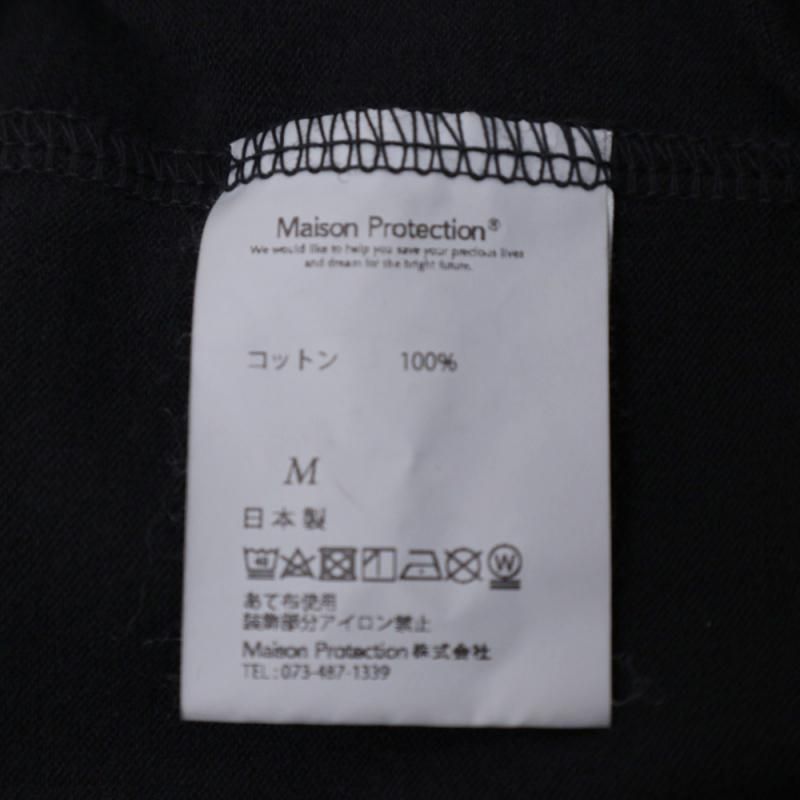 Maison Protection®
We would like to help you save your precious lives
and dream for the bright future.
コットン 100%
M
日本製
40
W
あて布使用
装飾部分アイロン禁止
Maison Protection株式会社
TEL:073-487-1339